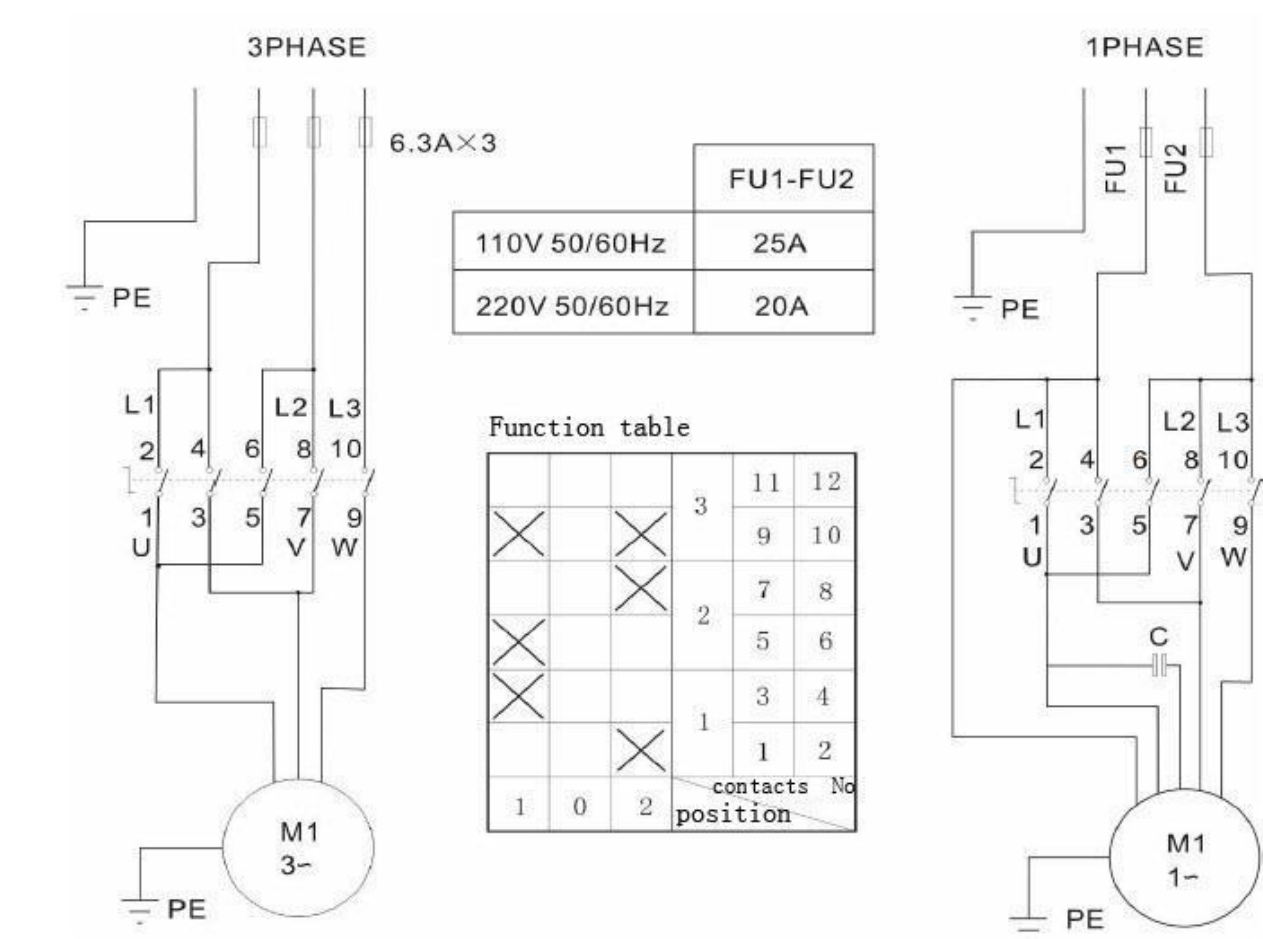 3PHASE
6.3A×3
PE
L1 L2 L3
2 4 6 8 10
1 3 5 7 9
U V W
M1
3~
PE
FU1-FU2
110V 50/60Hz 25A
220V 50/60Hz 20A
Function table
3 11 12
9 10
2 7 8
5 6
1 3 4
1 2
contacts No
1 0 2 position
1PHASE
FU1 FU2
PE
L1 L2 L3
2 4 6 8 10
1 3 5 7 9
U V W
C
M1
1~
PE